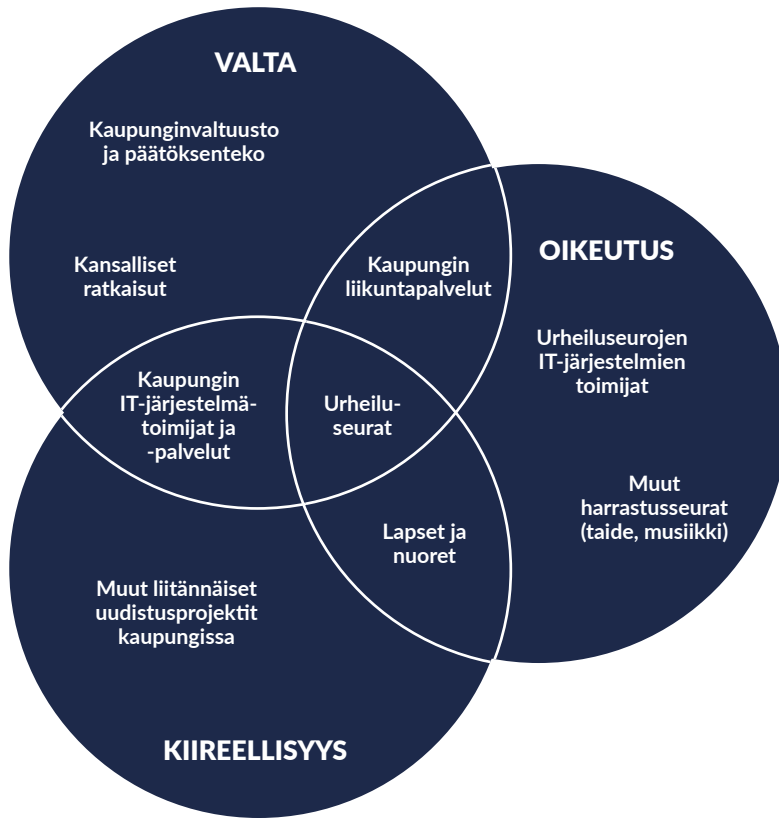 VALTA
Kaupunginvaltuusto
ja päätöksenteko
Kansalliset
ratkaisut
Kaupungin
liikuntapalvelut
OIKEUTUS
Urheiluseurojen
IT-järjestelmien
toimijat
Kaupungin
IT-järjestelmä-
toimijat ja
-palvelut
Urheilu-
seurat
Muut
harrastusseurat
(taide, musiikki)
Lapset ja
nuoret
Muut liitännäiset
uudistusprojektit
kaupungissa
KIIREELLISYYS